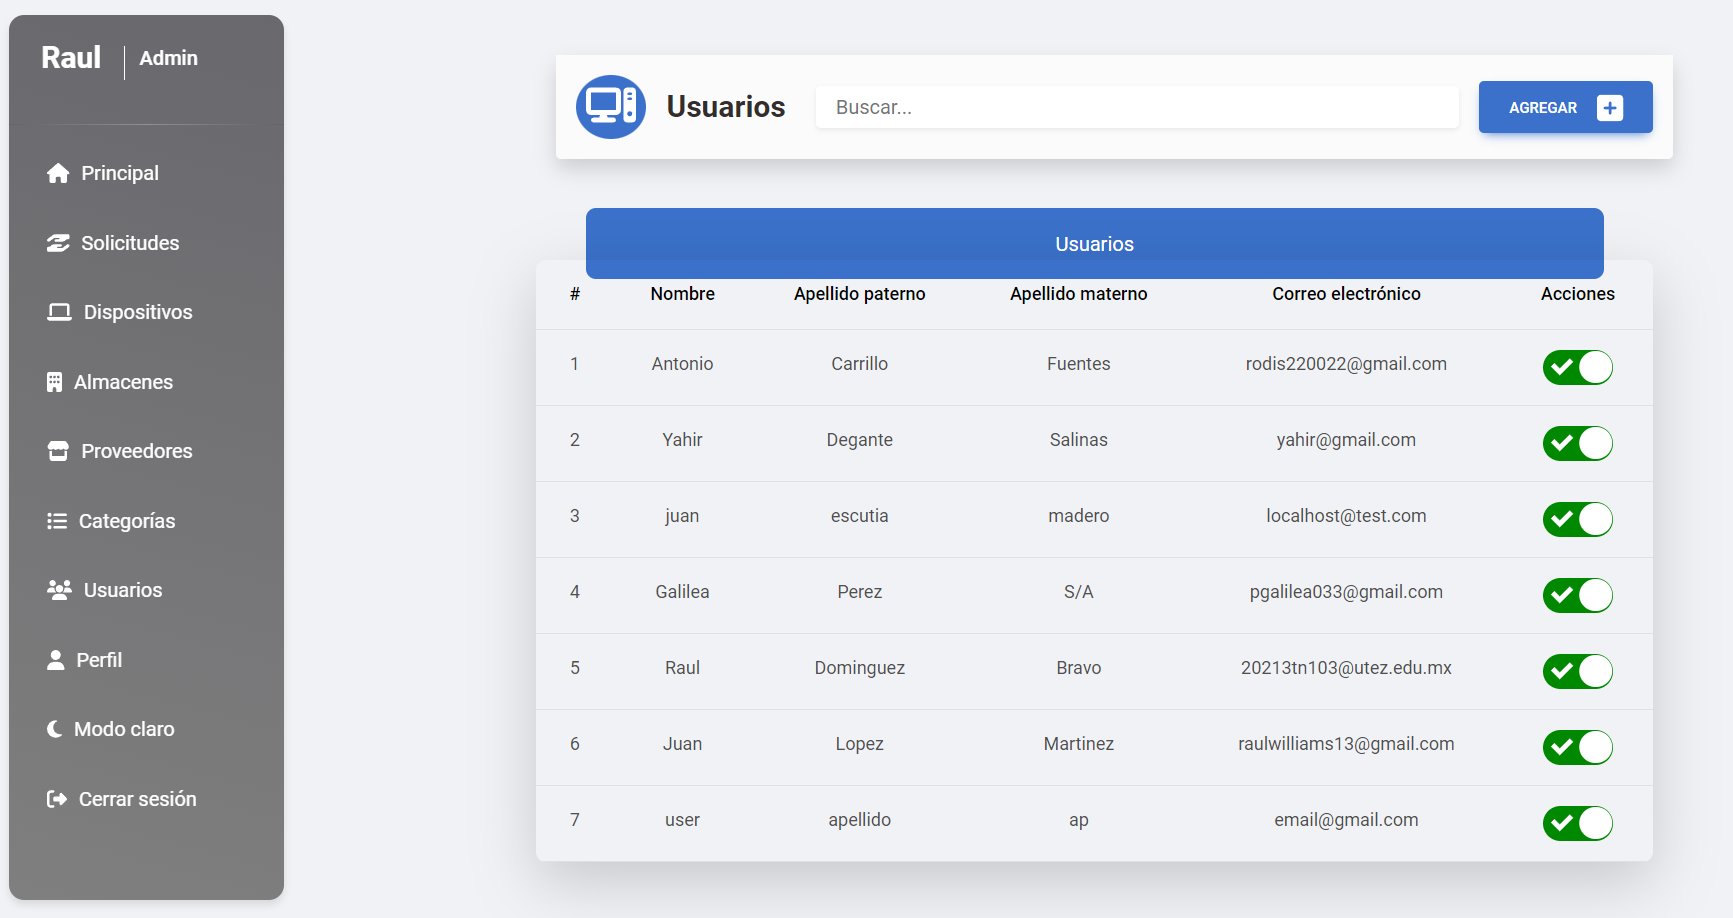 Raul Admin
Principal
Solicitudes
Dispositivos
Almacenes
Proveedores
Categorías
Usuarios
Perfil
Modo claro
Cerrar sesión
Usuarios Buscar... AGREGAR
Usuarios
# Nombre Apellido paterno Apellido materno Correo electrónico Acciones
1 Antonio Carrillo Fuentes rodis220022@gmail.com
2 Yahir Degante Salinas yahir@gmail.com
3 juan escutia madero localhost@test.com
4 Galilea Perez S/A pgalilea033@gmail.com
5 Raul Dominguez Bravo 20213tn103@utez.edu.mx
6 Juan Lopez Martinez raulwilliams13@gmail.com
7 user apellido ap email@gmail.com